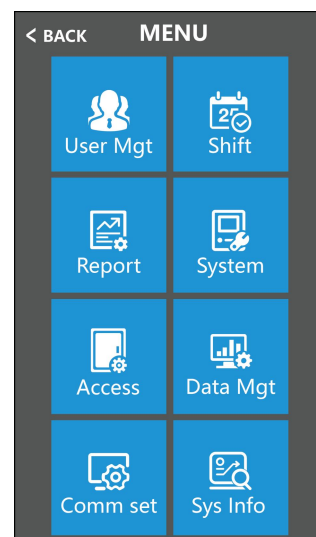 < BACK MENU
User Mgt Shift
Report System
Access Data Mgt
Comm set Sys Info